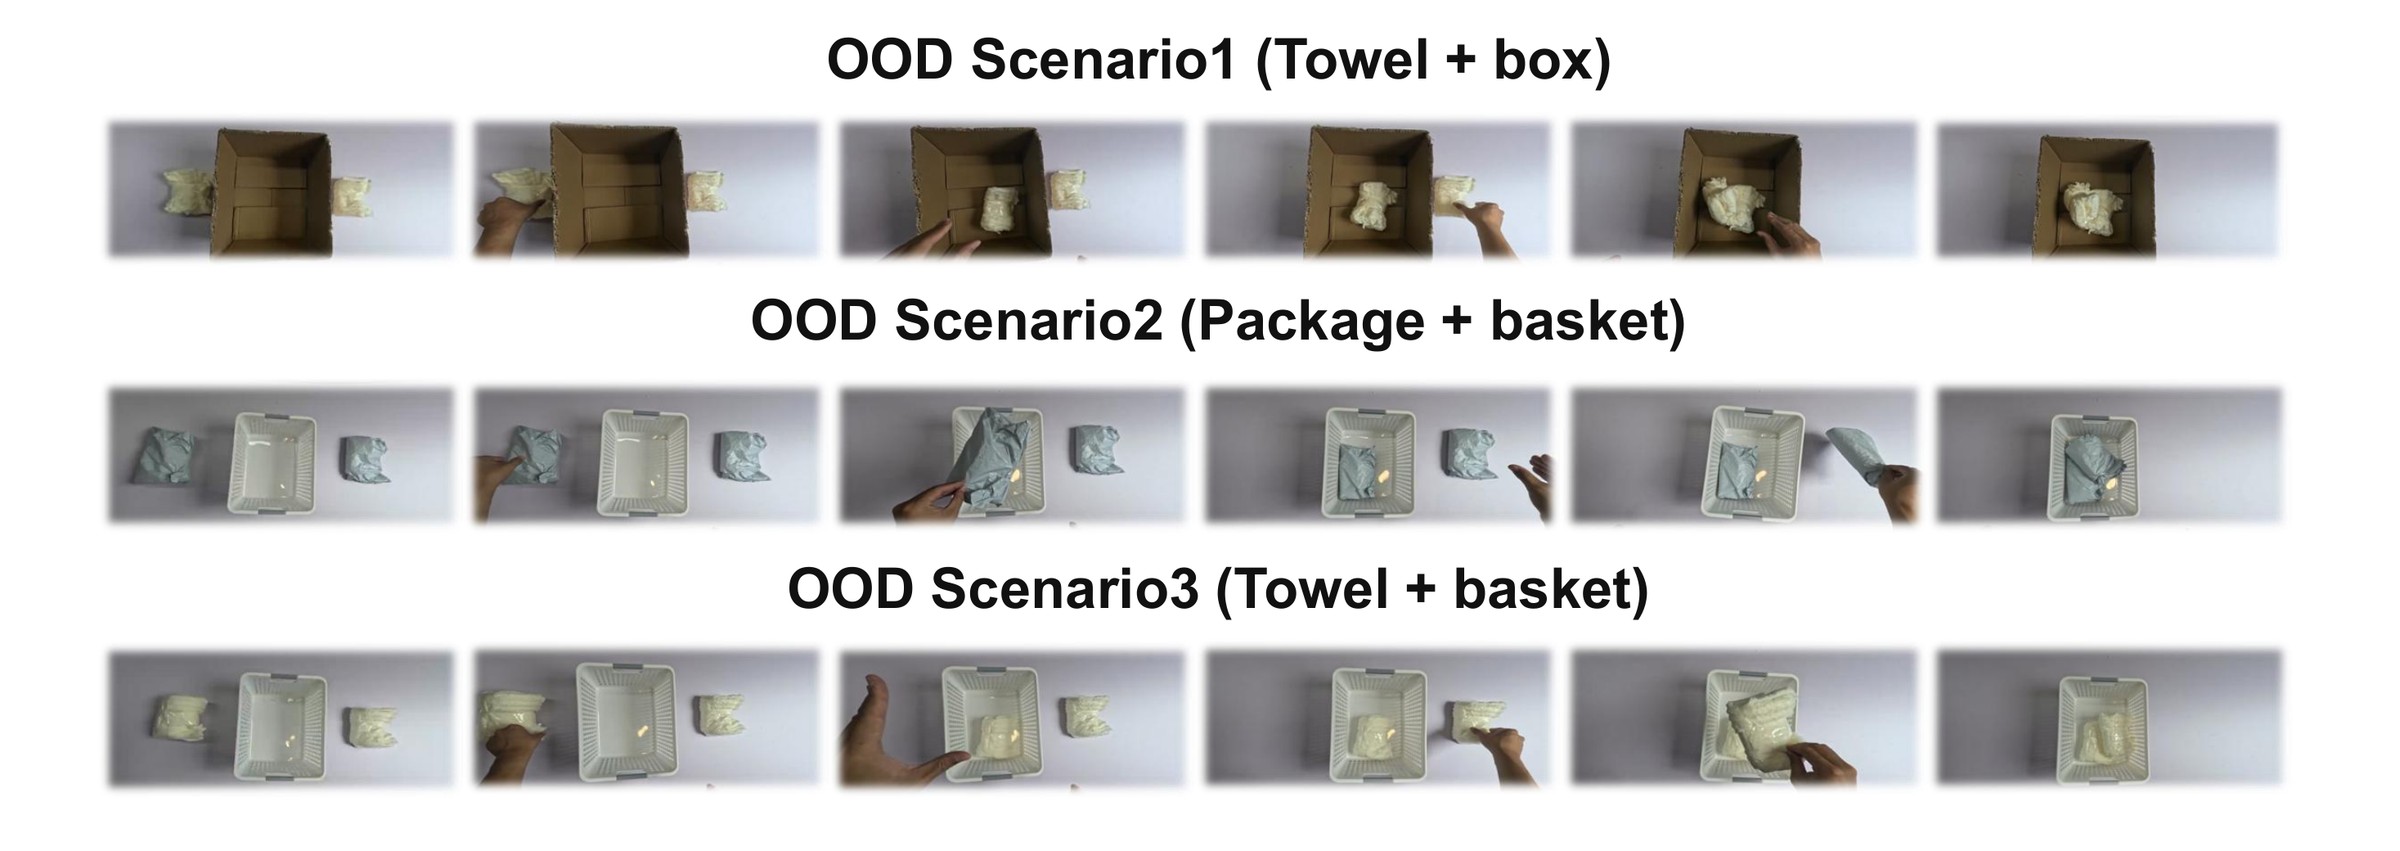 OOD Scenario1 (Towel + box)
OOD Scenario2 (Package + basket)
OOD Scenario3 (Towel + basket)